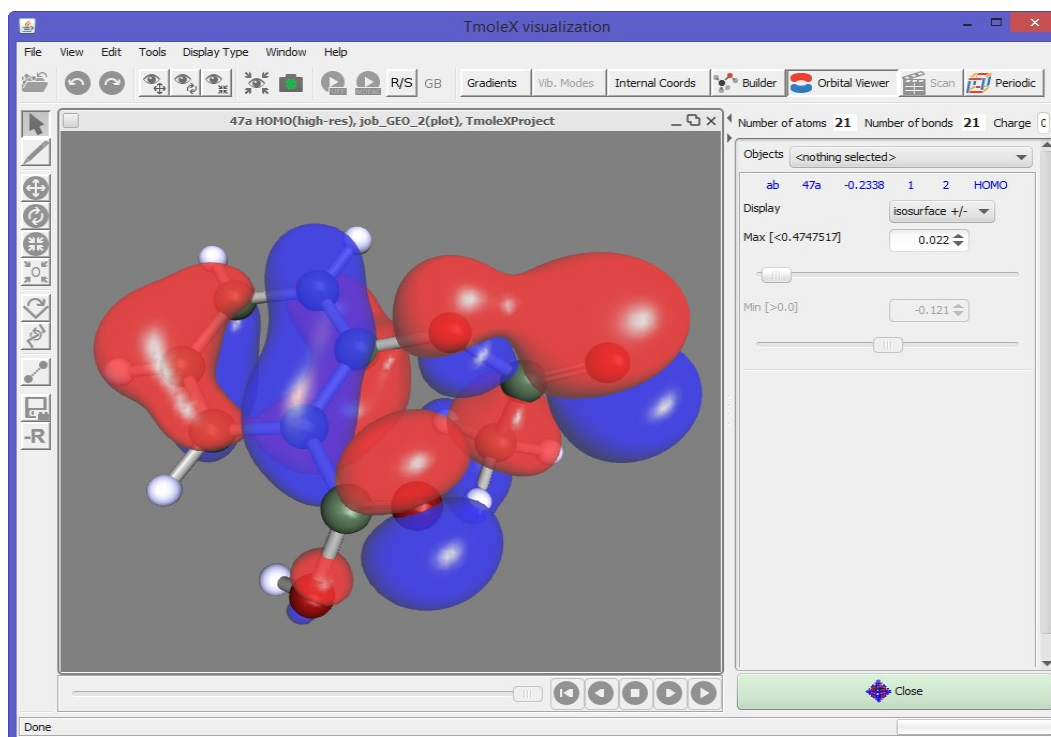 TmoleX visualization
File View Edit Tools Display Type Window Help
R/S GB Gradients Vib. Modes Internal Coords Builder Orbital Viewer Scan Periodic
47a HOMO(high-res), job_GEO_2(plot), TmoleXProject
Number of atoms 21 Number of bonds 21 Charge
Objects <nothing selected>
ab 47a -0.2338 1 2 HOMO
Display isosurface +/-
Max [<0.4747517] 0.022
Min [>0.0] -0.121
-R
Close
Done